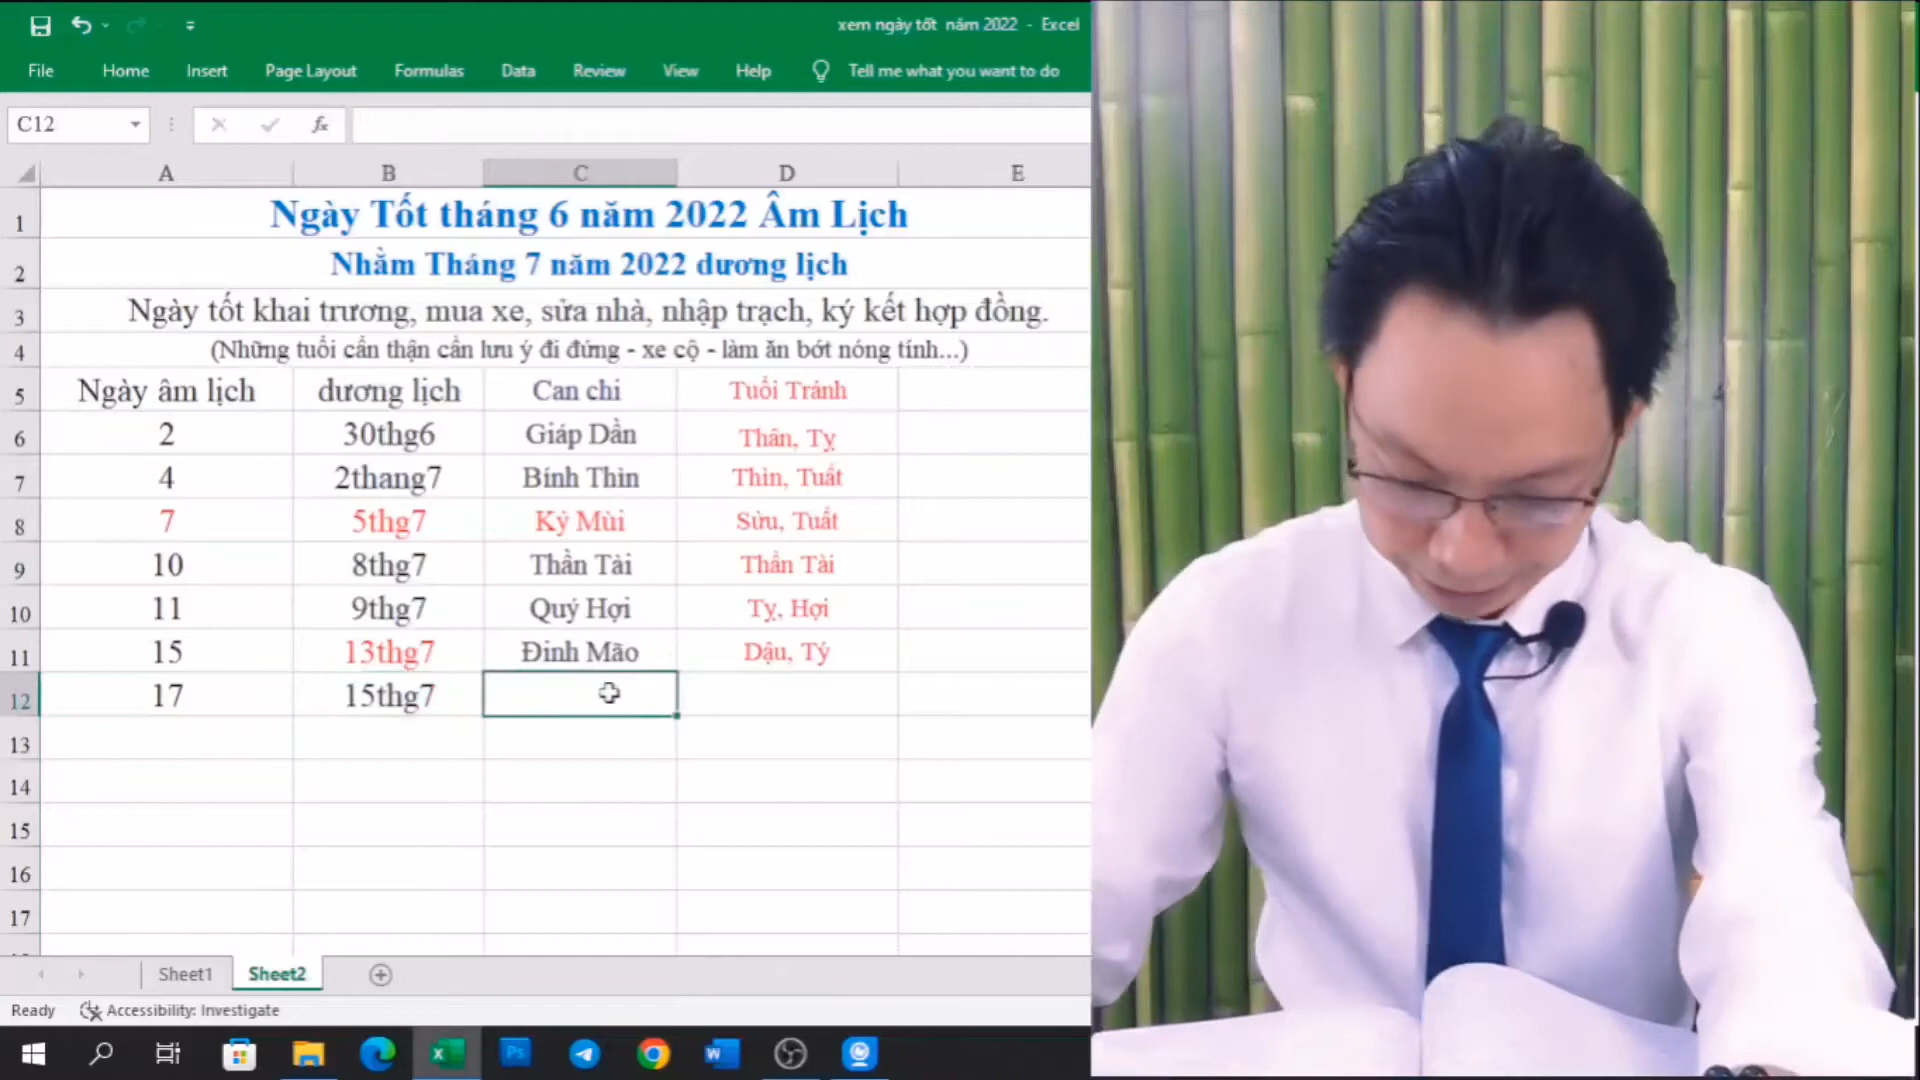 xem ngày tốt năm 2022 - Excel
File Home Insert Page Layout Formulas Data Review View Help Tell me what you want to do
C12 fx
A B C D E
1 Ngày Tốt tháng 6 năm 2022 Âm Lịch
2 Nhằm Tháng 7 năm 2022 dương lịch
3 Ngày tốt khai trương, mua xe, sửa nhà, nhập trạch, ký kết hợp đồng.
4 (Những tuổi cẩn thận cần lưu ý đi đứng - xe cộ - làm ăn bớt nóng tính...)
5 Ngày âm lịch dương lịch Can chi Tuổi Tránh
6 2 30thg6 Giáp Dần Thân, Tỵ
7 4 2thang7 Bính Thìn Thìn, Tuất
8 7 5thg7 Kỷ Mùi Sửu, Tuất
9 10 8thg7 Thần Tài Thần Tài
10 11 9thg7 Quý Hợi Tỵ, Hợi
11 15 13thg7 Đinh Mão Dậu, Tý
12 17 15thg7
13
14
15
16
17
Sheet1 Sheet2
Ready Accessibility: Investigate
Ps W